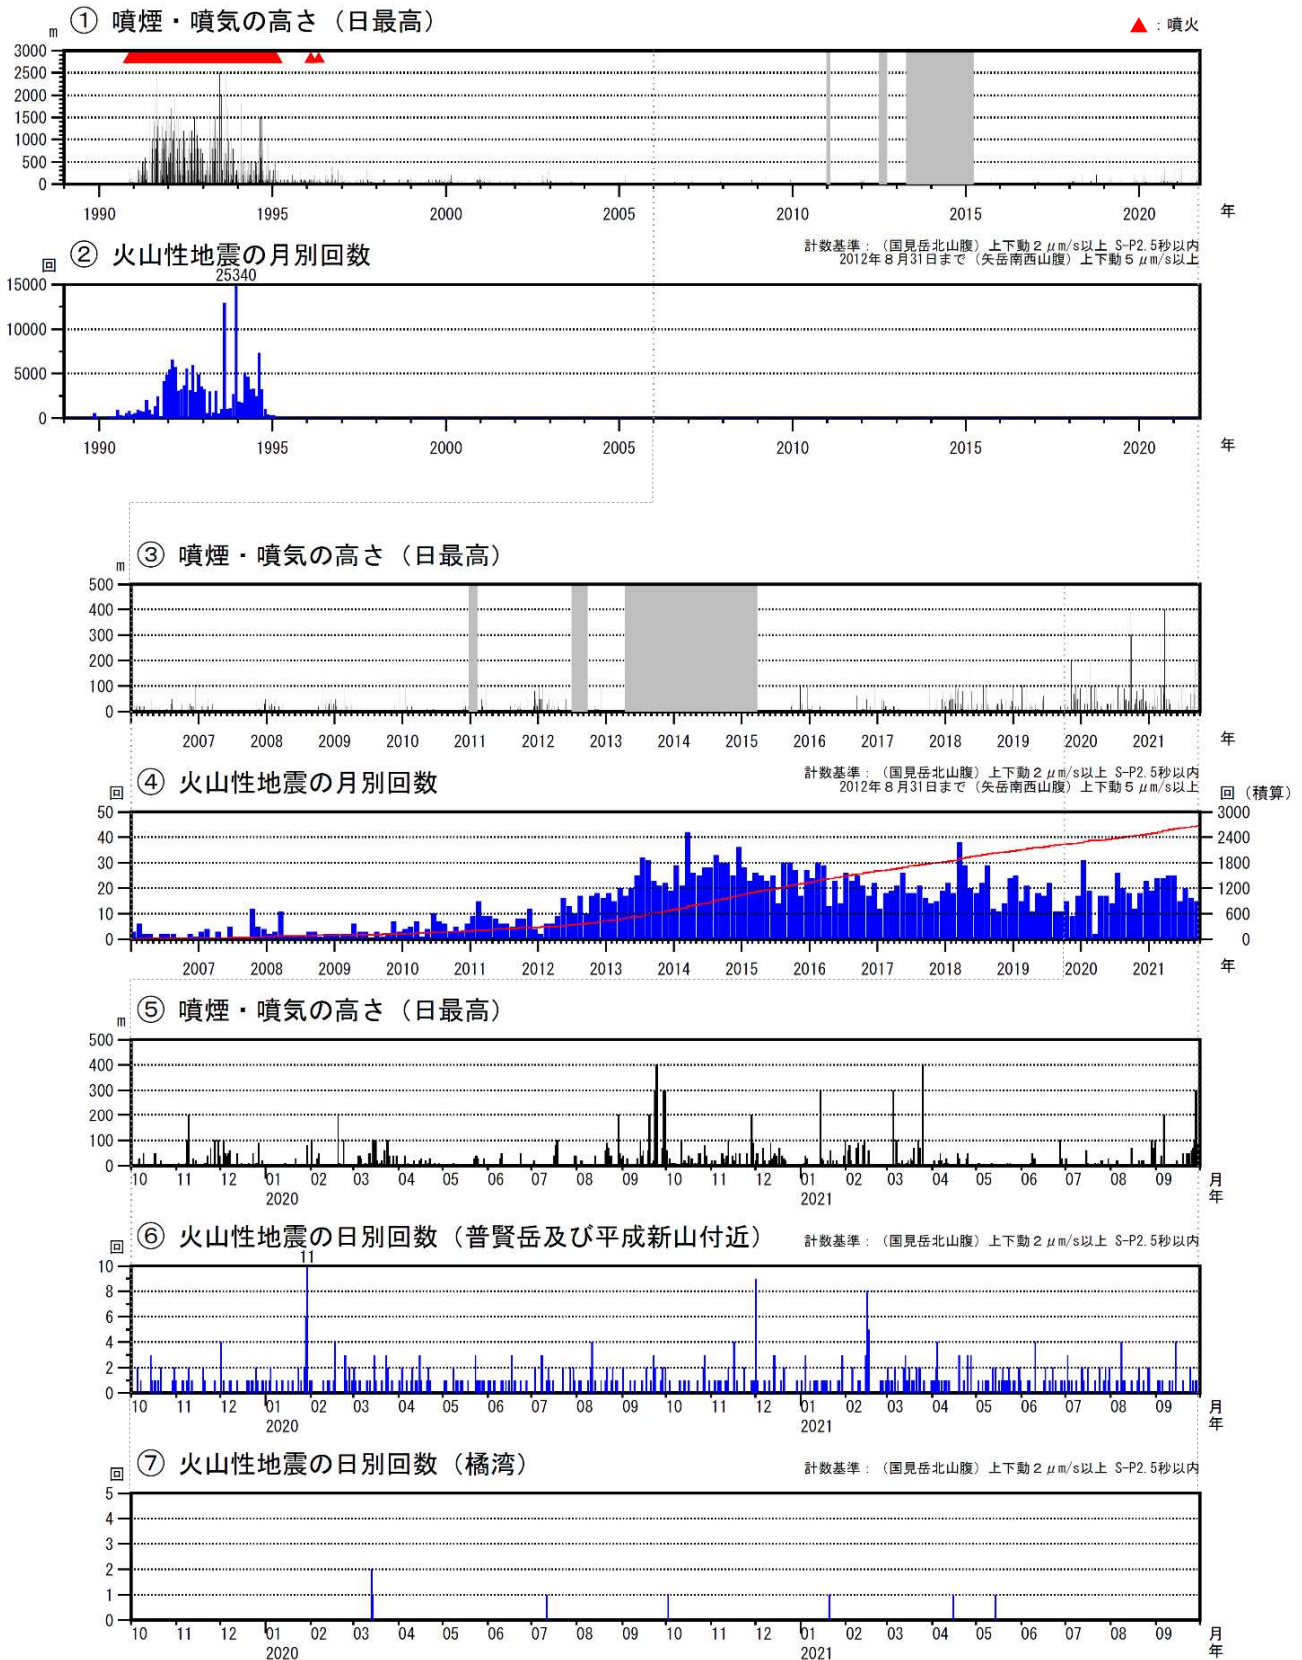 ① 噴煙・噴気の高さ（日最高）
▲：噴火
m
3000
2500
2000
1500
1000
500
0
1990 1995 2000 2005 2010 2015 2020 年
② 火山性地震の月別回数
計数基準：（国見岳北山腹）上下動２μm/s以上 S-P2.5秒以内
2012年８月31日まで（矢岳南西山腹）上下動５μm/s以上
回
25340
15000
10000
5000
0
1990 1995 2000 2005 2010 2015 2020 年
③ 噴煙・噴気の高さ（日最高）
m
500
400
300
200
100
0
2007 2008 2009 2010 2011 2012 2013 2014 2015 2016 2017 2018 2019 2020 2021 年
④ 火山性地震の月別回数
計数基準：（国見岳北山腹）上下動２μm/s以上 S-P2.5秒以内
2012年８月31日まで（矢岳南西山腹）上下動５μm/s以上
回 回（積算）
50 3000
40 2400
30 1800
20 1200
10 600
0 0
2007 2008 2009 2010 2011 2012 2013 2014 2015 2016 2017 2018 2019 2020 2021 年
⑤ 噴煙・噴気の高さ（日最高）
m
500
400
300
200
100
0
10 11 12 01 02 03 04 05 06 07 08 09 10 11 12 01 02 03 04 05 06 07 08 09 月
2020 2021 年
⑥ 火山性地震の日別回数（普賢岳及び平成新山付近）
計数基準：（国見岳北山腹）上下動２μm/s以上 S-P2.5秒以内
回
11
10
8
6
4
2
0
10 11 12 01 02 03 04 05 06 07 08 09 10 11 12 01 02 03 04 05 06 07 08 09 月
2020 2021 年
⑦ 火山性地震の日別回数（橘湾）
計数基準：（国見岳北山腹）上下動２μm/s以上 S-P2.5秒以内
回
5
4
3
2
1
0
10 11 12 01 02 03 04 05 06 07 08 09 10 11 12 01 02 03 04 05 06 07 08 09 月
2020 2021 年